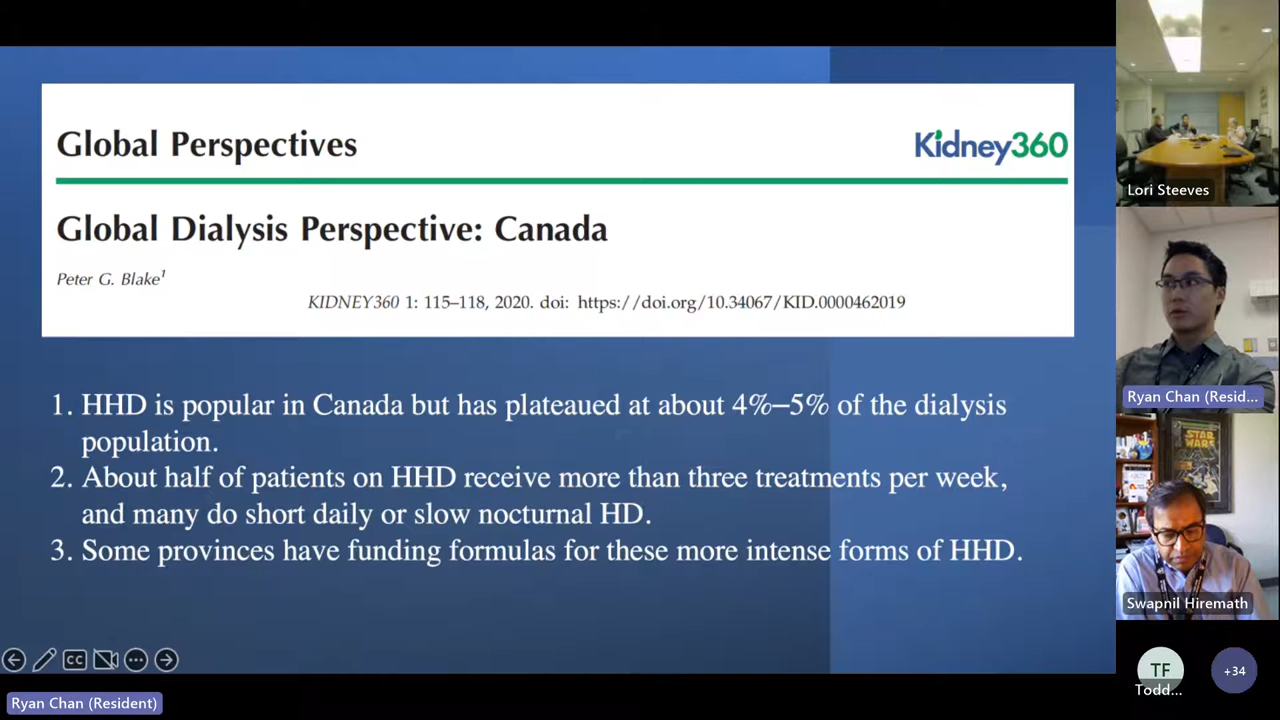 Global Perspectives
Kidney360
Global Dialysis Perspective: Canada
Peter G. Blake1
KIDNEY360 1: 115–118, 2020. doi: https://doi.org/10.34067/KID.0000462019
1. HHD is popular in Canada but has plateaued at about 4%–5% of the dialysis
population.
2. About half of patients on HHD receive more than three treatments per week,
and many do short daily or slow nocturnal HD.
3. Some provinces have funding formulas for these more intense forms of HHD.
CC
Ryan Chan (Resident)
Lori Steeves
Ryan Chan (Resid...
STAR
WARS
Swapnil Hiremath
TF
Todd...
+34